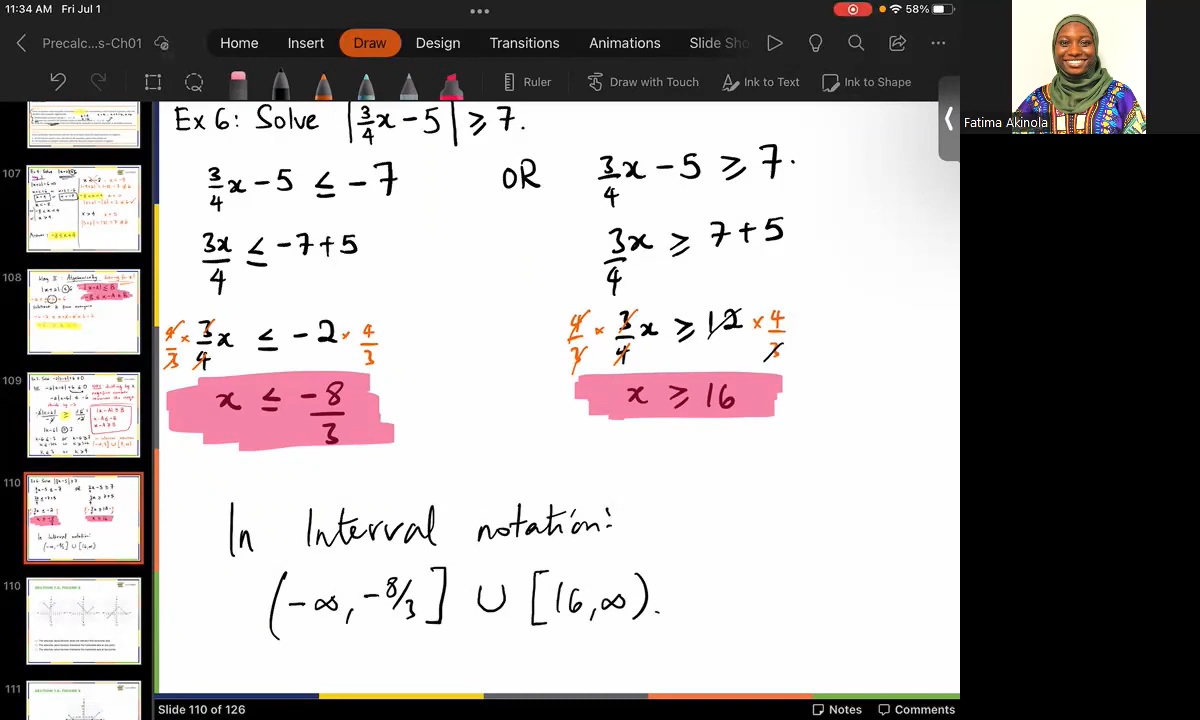 11:34 AM Fri Jul 1
58%
Precalc...s-Ch01
Home Insert Draw Design Transitions Animations Slide Sho
Ruler Draw with Touch Ink to Text Ink to Shape
Fatima Akinola
107
108
109
110
110
111
Ex 6: Solve |3/4 x - 5| ≥ 7.
3/4 x - 5 ≤ -7 OR 3/4 x - 5 ≥ 7.
3x/4 ≤ -7 + 5 3x/4 ≥ 7 + 5
4/3 × 3/4 x ≤ -2 × 4/3 4/3 × 3/4 x ≥ 12 × 4/3
x ≤ -8/3 x ≥ 16
In Interval notation:
(-∞, -8/3] ∪ [16, ∞).
Slide 110 of 126
Notes Comments